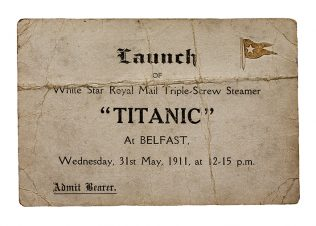 Launch
OF
White Star Royal Mail Triple-Screw Steamer
"TITANIC"
At BELFAST,
Wednesday, 31st May, 1911, at 12-15 p.m.
Admit Bearer.